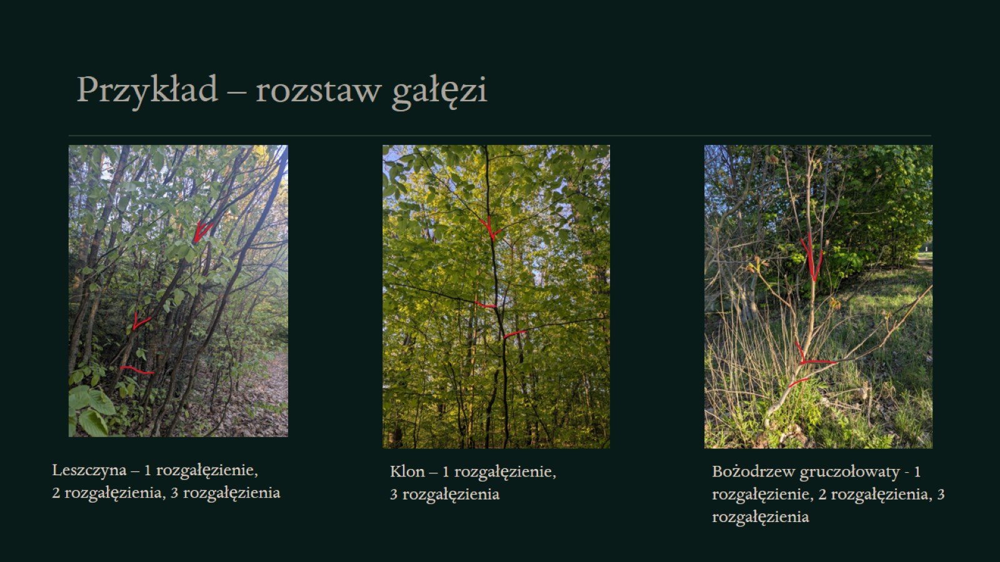 Przykład – rozstaw gałęzi
Leszczyna – 1 rozgałęzienie,
2 rozgałęzienia, 3 rozgałęzienia
Klon – 1 rozgałęzienie,
3 rozgałęzienia
Bożodrzew gruczołowaty - 1
rozgałęzienie, 2 rozgałęzienia, 3
rozgałęzienia